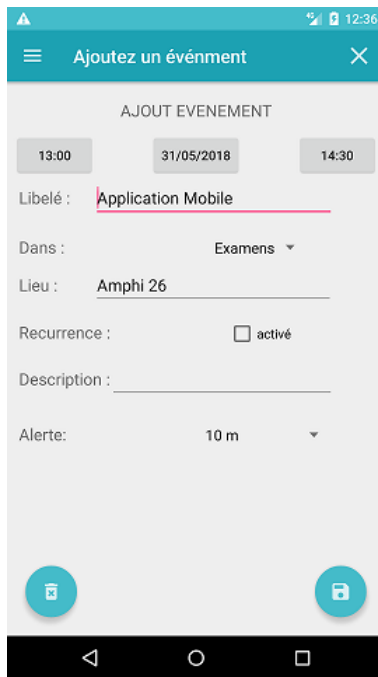 12:36
Ajoutez un événment
AJOUT EVENEMENT
13:00 31/05/2018 14:30
Libelé : Application Mobile
Dans : Examens
Lieu : Amphi 26
Recurrence : activé
Description :
Alerte: 10 m